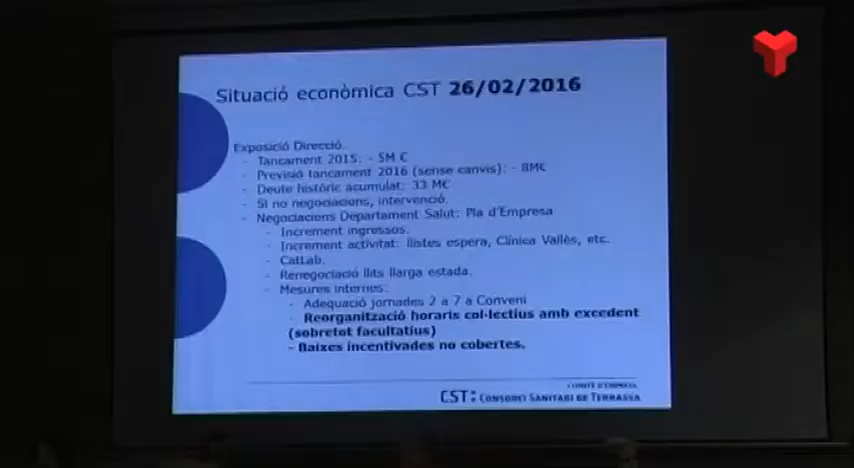 Situació econòmica CST 26/02/2016
Exposició Direcció.
- Tancament 2015: - 5M €
- Previsió tancament 2016 (sense canvis): - 8M€
- Deute històric acumulat: 33 M€
- Si no negociacions, intervenció.
- Negociacions Departament Salut: Pla d'Empresa
- Increment ingressos.
- Increment activitat: llistes espera, Clínica Vallès, etc.
- CatLab.
- Renegociació llits llarga estada.
- Mesures internes:
- Adequació jornades 2 a 7 a Conveni
- Reorganització horaris col·lectius amb excedent
(sobretot facultatius)
- Baixes incentivades no cobertes.
COMITÈ D'EMPRESA
CST: CONSORCI SANITARI DE TERRASSA